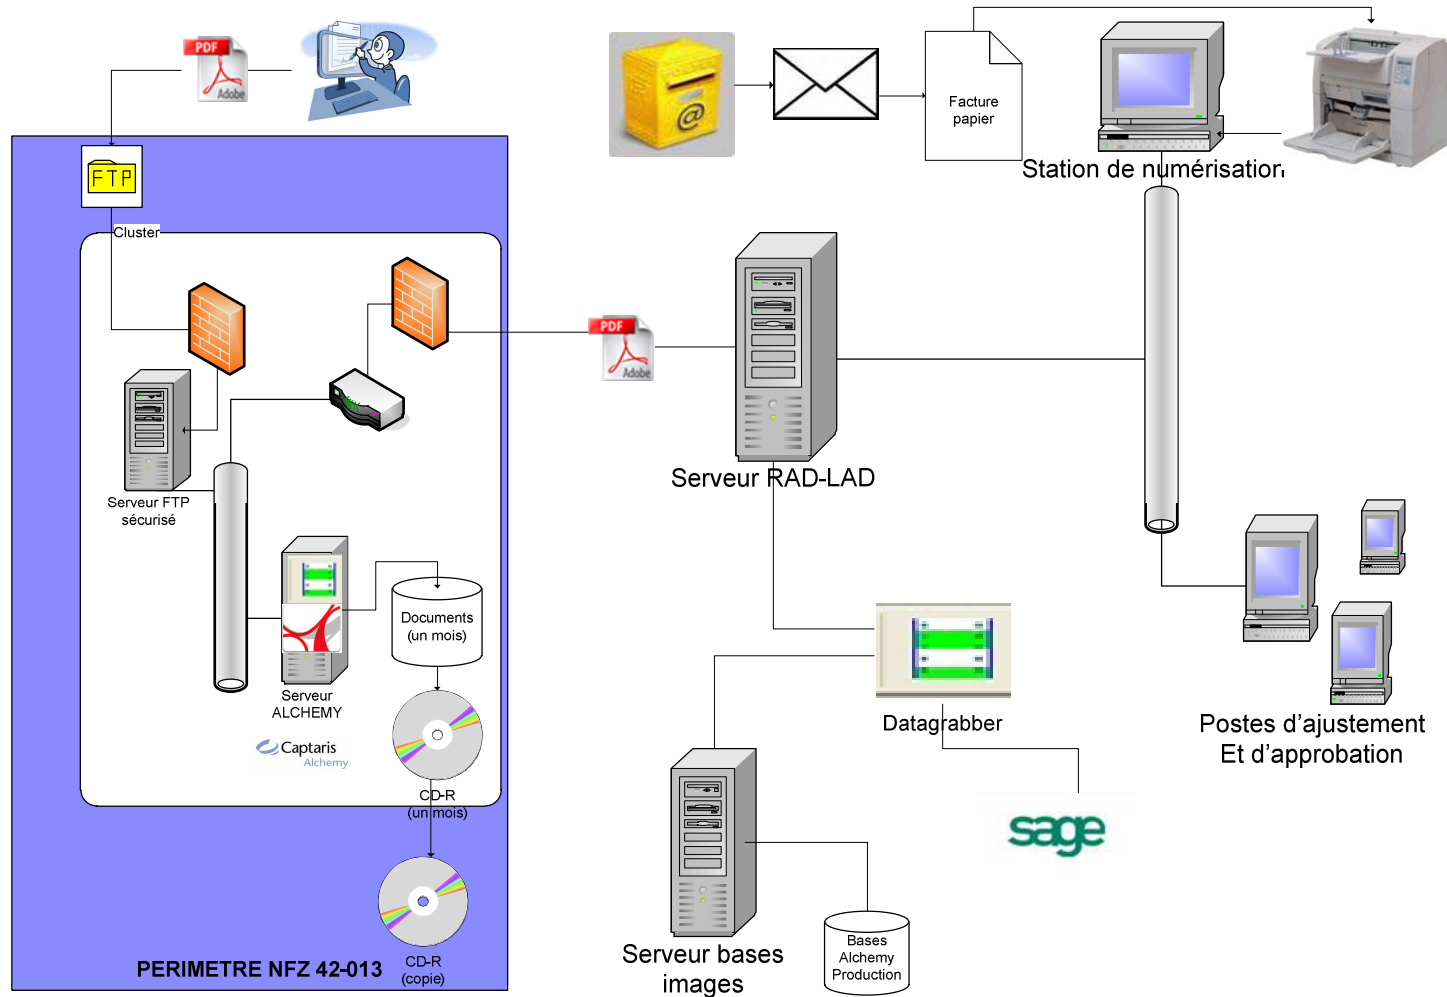 PDF
Adobe
FTP
Cluster
Serveur FTP
sécurisé
Serveur
ALCHEMY
Captaris
Alchemy
Documents
(un mois)
CD-R
(un mois)
CD-R
(copie)
PERIMETRE NFZ 42-013
@
Facture
papier
Station de numérisation
PDF
Adobe
Serveur RAD-LAD
Datagrabber
sage
Serveur bases
images
Bases
Alchemy
Production
Postes d’ajustement
Et d’approbation